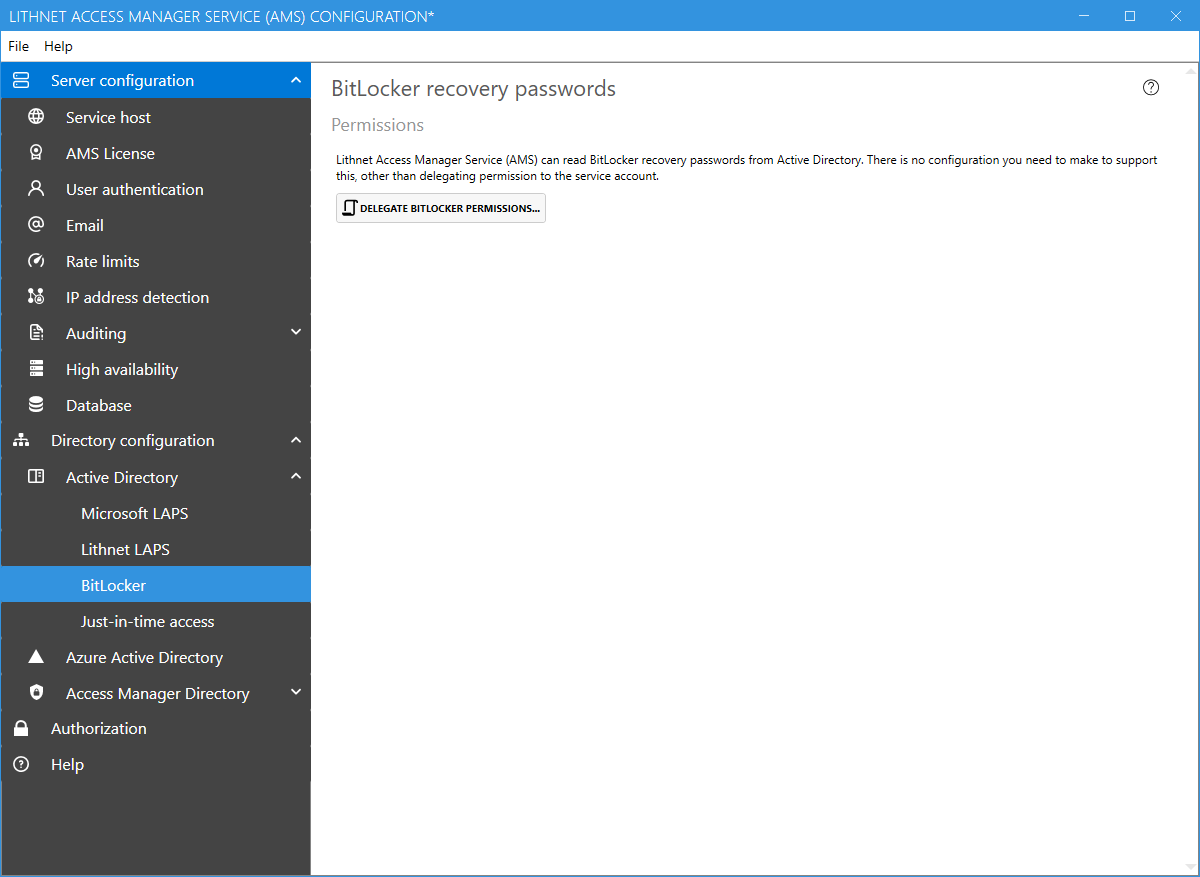 LITHNET ACCESS MANAGER SERVICE (AMS) CONFIGURATION*
File Help
Server configuration
Service host
AMS License
User authentication
Email
Rate limits
IP address detection
Auditing
High availability
Database
Directory configuration
Active Directory
Microsoft LAPS
Lithnet LAPS
BitLocker
Just-in-time access
Azure Active Directory
Access Manager Directory
Authorization
Help
BitLocker recovery passwords
Permissions
Lithnet Access Manager Service (AMS) can read BitLocker recovery passwords from Active Directory. There is no configuration you need to make to support
this, other than delegating permission to the service account.
DELEGATE BITLOCKER PERMISSIONS...